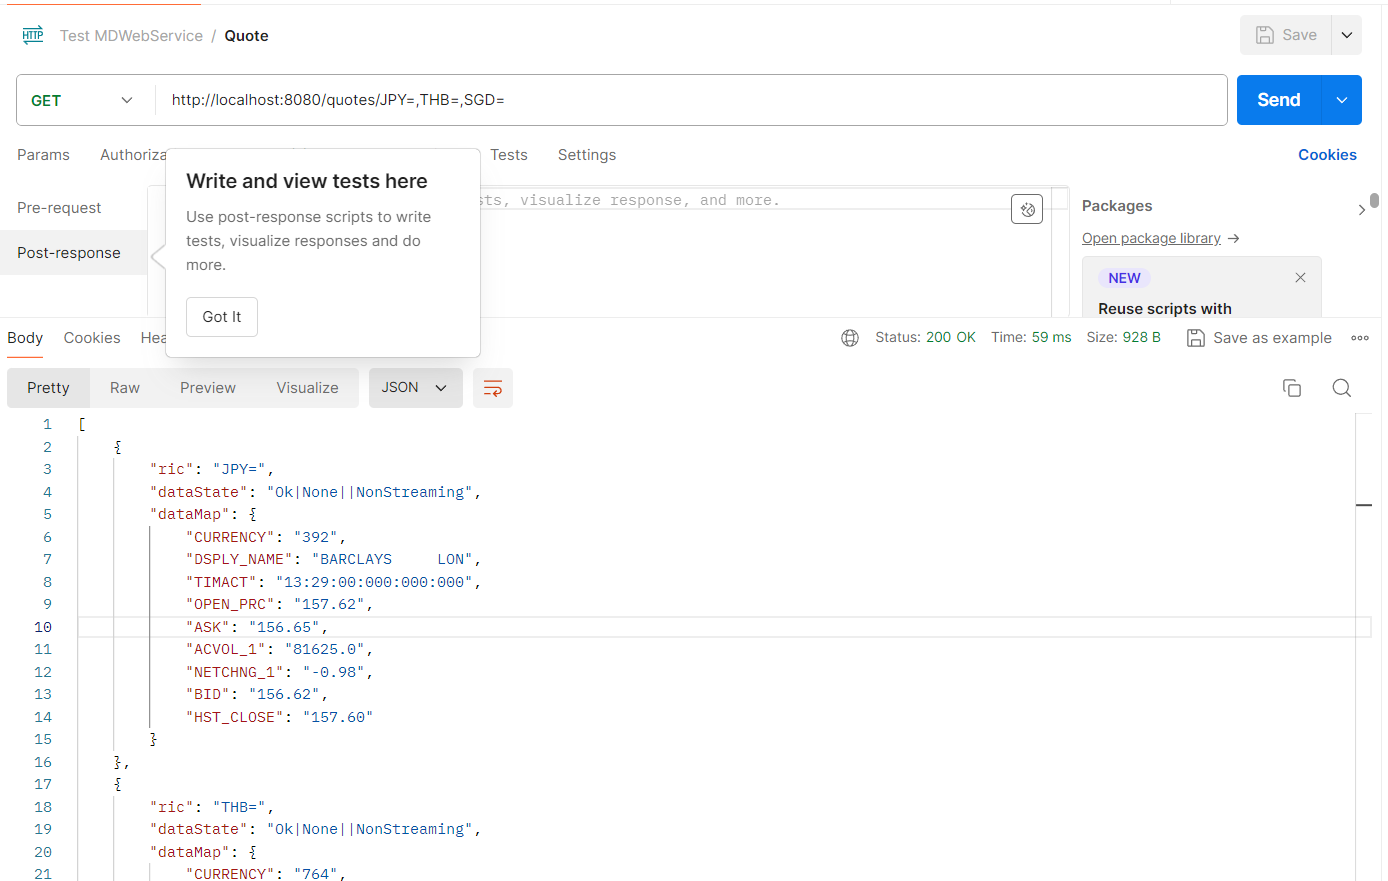 HTTP Test MDWebService / Quote Save
GET http://localhost:8080/quotes/JPY=,THB=,SGD= Send
Params Authoriza Tests Settings Cookies
Write and view tests here
Use post-response scripts to write
tests, visualize responses and do
more.
Got It
Pre-request
Post-response
sts, visualize response, and more.
Packages
Open package library →
NEW
Reuse scripts with
Body Cookies Hea Status: 200 OK Time: 59 ms Size: 928 B Save as example
Pretty Raw Preview Visualize JSON
1 [
2 {
3 "ric": "JPY=",
4 "dataState": "Ok|None||NonStreaming",
5 "dataMap": {
6 "CURRENCY": "392",
7 "DSPLY_NAME": "BARCLAYS     LON",
8 "TIMACT": "13:29:00:000:000:000",
9 "OPEN_PRC": "157.62",
10 "ASK": "156.65",
11 "ACVOL_1": "81625.0",
12 "NETCHNG_1": "-0.98",
13 "BID": "156.62",
14 "HST_CLOSE": "157.60"
15 }
16 },
17 {
18 "ric": "THB=",
19 "dataState": "Ok|None||NonStreaming",
20 "dataMap": {
21 "CURRENCY": "764",